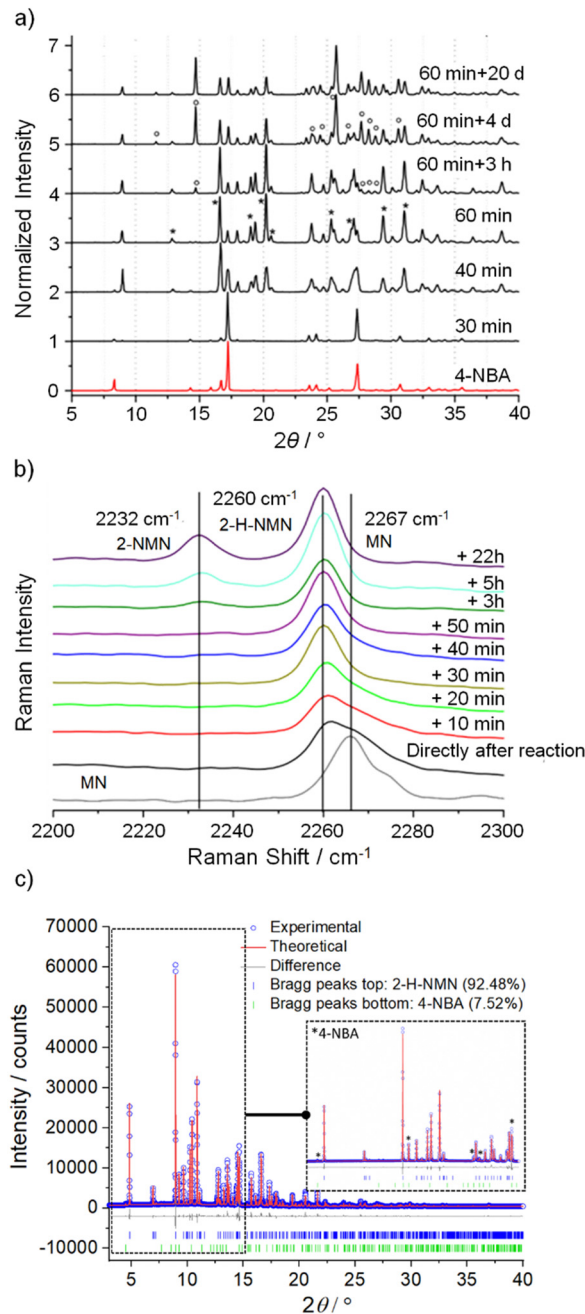 a)
Normalized Intensity
7
6
5
4
3
2
1
0
60 min+20 d
60 min+4 d
60 min+3 h
60 min
40 min
30 min
4-NBA
5 10 15 20 25 30 35 40
2θ / °
b)
Raman Intensity
2232 cm-1
2-NMN
2260 cm-1
2-H-NMN
2267 cm-1
MN
+ 22h
+ 5h
+ 3h
+ 50 min
+ 40 min
+ 30 min
+ 20 min
+ 10 min
Directly after reaction
MN
2200 2220 2240 2260 2280 2300
Raman Shift / cm-1
c)
Intensity / counts
70000
60000
50000
40000
30000
20000
10000
0
-10000
Experimental
Theoretical
Difference
Bragg peaks top: 2-H-NMN (92.48%)
Bragg peaks bottom: 4-NBA (7.52%)
*4-NBA
5 10 15 20 25 30 35 40
2θ / °